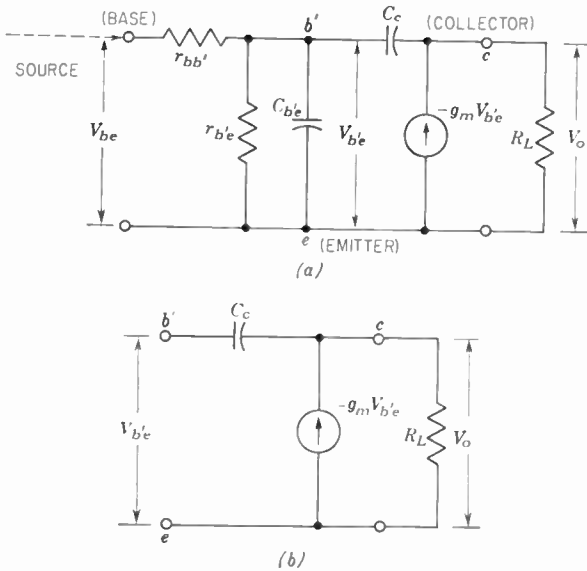 (BASE)
b'
C_c
(COLLECTOR)
SOURCE
r_bb'
c
V_be
r_b'e
C_b'e
V_b'e
-g_m V_b'e
R_L
V_o
e (EMITTER)
(a)
b'
C_c
c
V_b'e
-g_m V_b'e
R_L
V_o
e
(b)